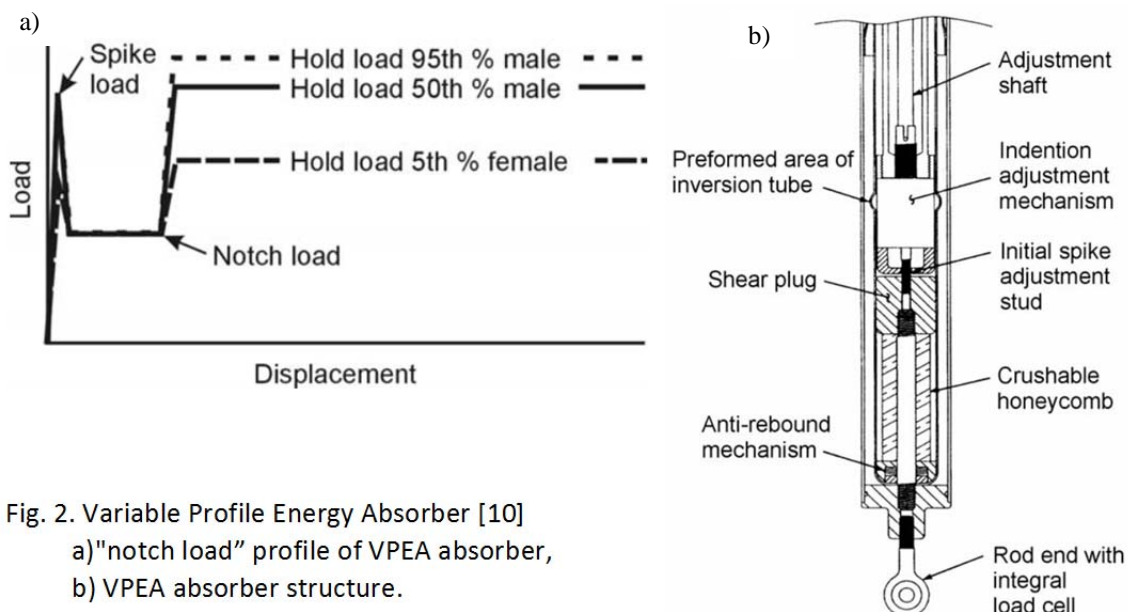 a)
Spike
load
Hold load 95th % male
Hold load 50th % male
Hold load 5th % female
Notch load
Load
Displacement
b)
Adjustment
shaft
Preformed area of
inversion tube
Indention
adjustment
mechanism
Initial spike
adjustment
stud
Shear plug
Crushable
honeycomb
Anti-rebound
mechanism
Rod end with
integral
load cell
Fig. 2. Variable Profile Energy Absorber [10]
a)"notch load” profile of VPEA absorber,
b) VPEA absorber structure.